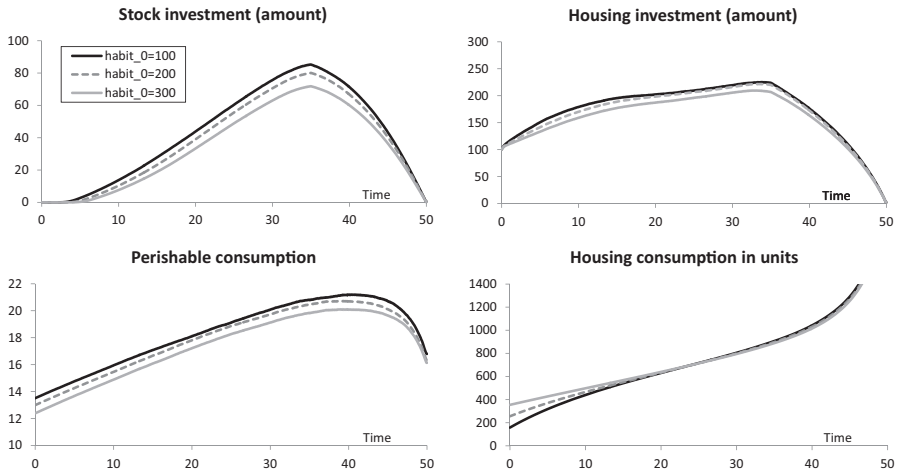 Stock investment (amount)
100
80
60
40
20
0
habit_0=100
habit_0=200
habit_0=300
Time
0 10 20 30 40 50
Housing investment (amount)
300
250
200
150
100
50
0
Time
0 10 20 30 40 50
Perishable consumption
22
20
18
16
14
12
10
Time
0 10 20 30 40 50
Housing consumption in units
1400
1200
1000
800
600
400
200
0
Time
0 10 20 30 40 50